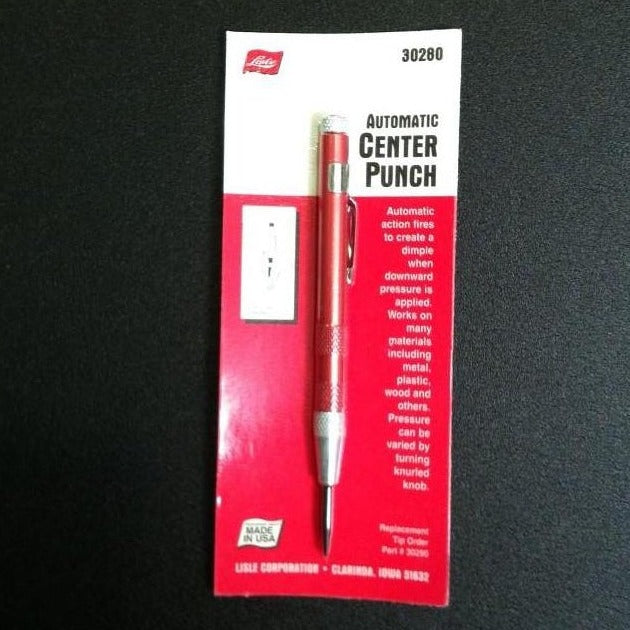 Lisle
30280
AUTOMATIC
CENTER
PUNCH
Automatic
action fires
to create a
dimple
when
downward
pressure is
applied.
Works on
many
materials
including
metal,
plastic,
wood and
others.
Pressure
can be
varied by
turning
knurled
knob.
MADE
IN USA
Replacement
Tip Order
Part # 30290
LISLE CORPORATION • CLARINDA, IOWA 51632